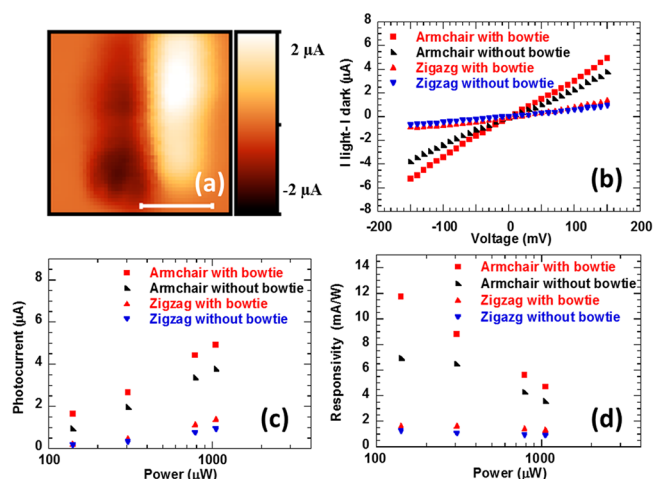 2 µA
-2 µA
(a)
I light- I dark (µA)
8
6
4
2
0
-2
-4
-6
-8
Armchair with bowtie
Armchair without bowtie
Zigazg with bowtie
Zigzag without bowtie
(b)
-200 -100 0 100 200
Voltage (mV)
Photocurrent (µA)
8
6
4
2
0
Armchair with bowtie
Armchair without bowtie
Zigzag with bowtie
Zigzag without bowtie
(c)
100 1000
Power (µW)
Responsivity (mA/W)
14
12
10
8
6
4
2
0
Armchair with bowtie
Armchair without bowtie
Zigzag with bowtie
Zigazg without bowtie
(d)
100 1000
Power (µW)